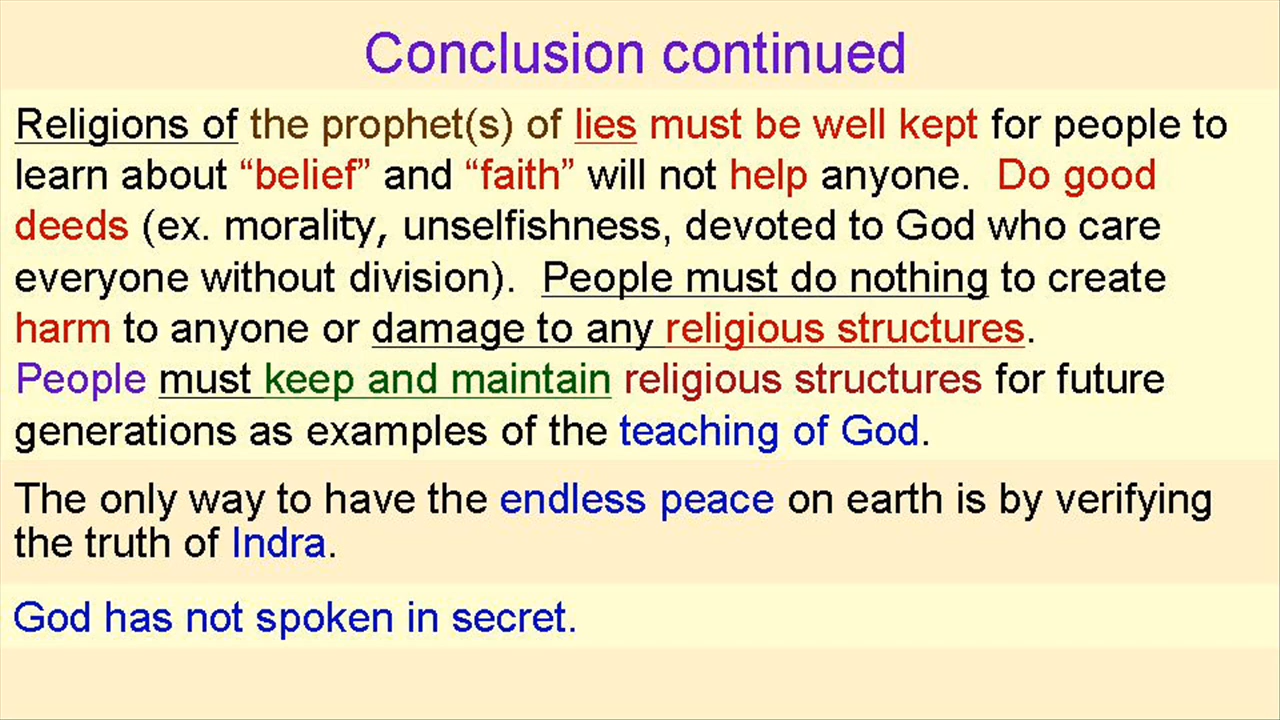 Conclusion continued
Religions of the prophet(s) of lies must be well kept for people to
learn about “belief” and “faith” will not help anyone.  Do good
deeds (ex. morality, unselfishness, devoted to God who care
everyone without division).  People must do nothing to create
harm to anyone or damage to any religious structures.
People must keep and maintain religious structures for future
generations as examples of the teaching of God.
The only way to have the endless peace on earth is by verifying
the truth of Indra.
God has not spoken in secret.